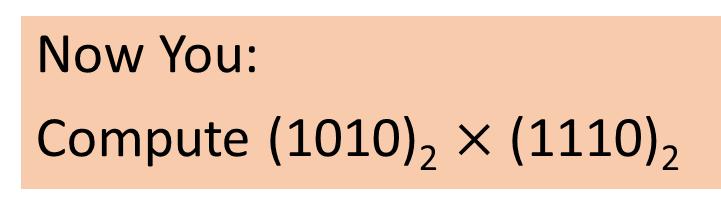 Now You:
Compute (1010)₂ × (1110)₂